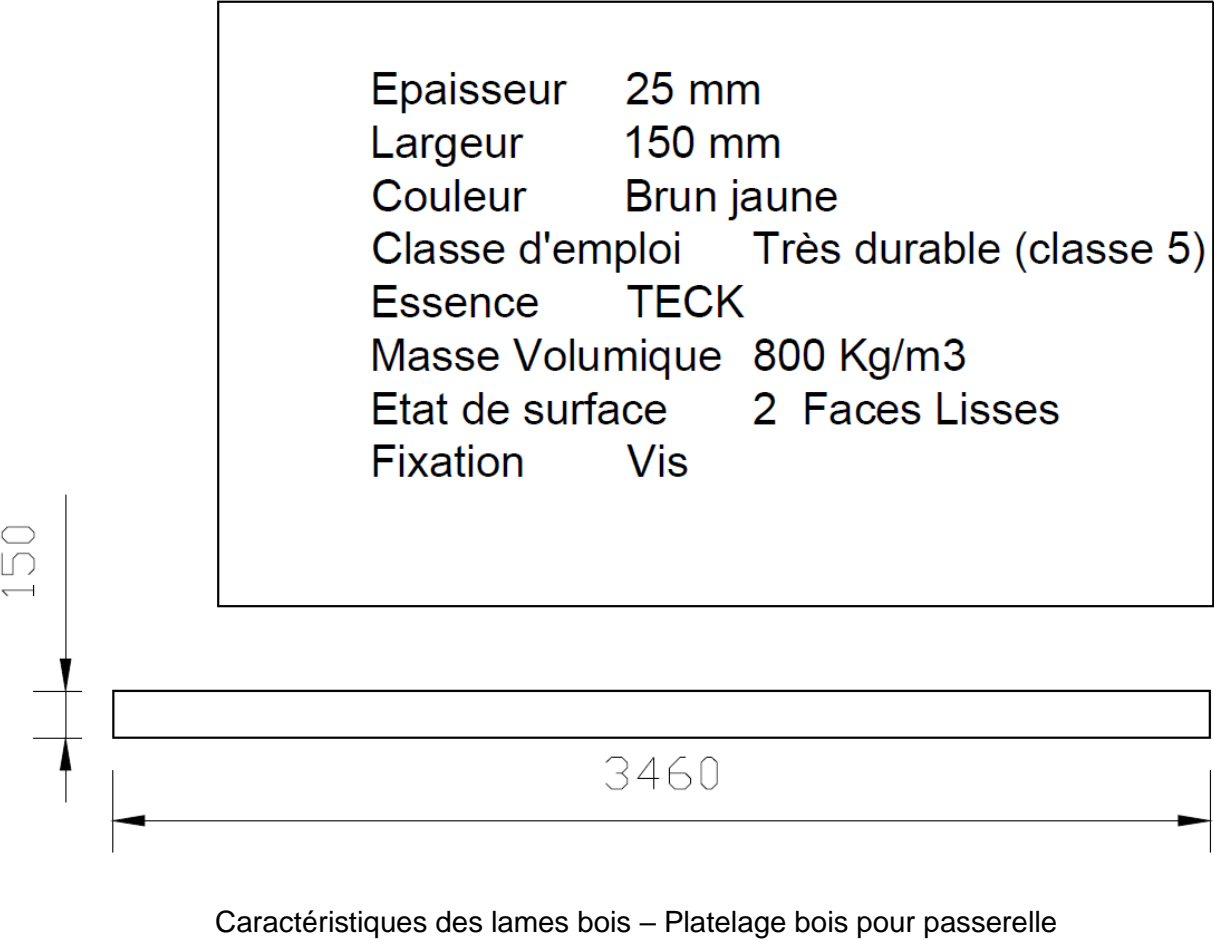 Epaisseur 25 mm
Largeur 150 mm
Couleur Brun jaune
Classe d'emploi Très durable (classe 5)
Essence TECK
Masse Volumique 800 Kg/m3
Etat de surface 2 Faces Lisses
Fixation Vis
150
3460
Caractéristiques des lames bois – Platelage bois pour passerelle